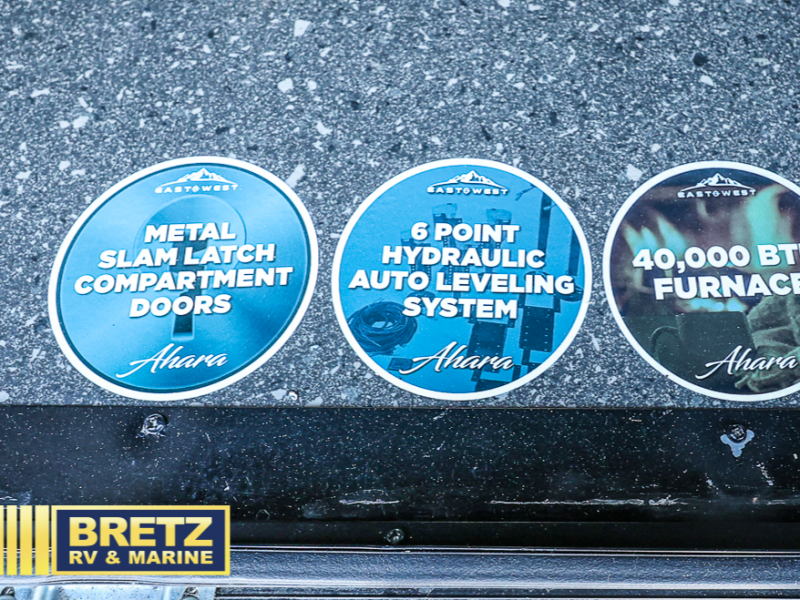 EAST TO WEST
METAL
SLAM LATCH
COMPARTMENT
DOORS
Ahara
EAST TO WEST
6 POINT
HYDRAULIC
AUTO LEVELING
SYSTEM
Ahara
EAST TO WEST
40,000 BT
FURNACE
Ahara
BRETZ
RV & MARINE